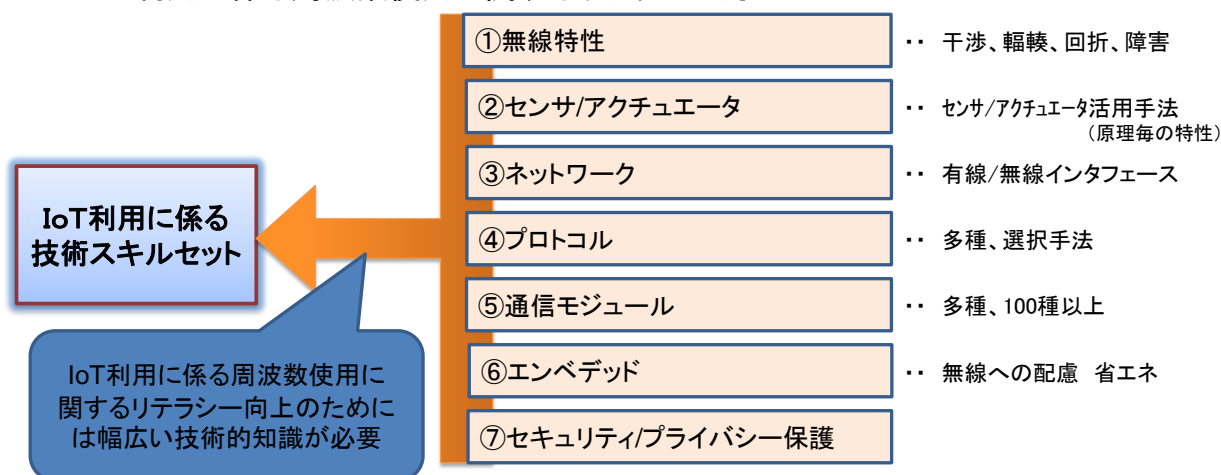 ①無線特性
・・ 干渉、輻輳、回折、障害
②センサ/アクチュエータ
・・ ｾﾝｻ/ｱｸﾁｭｴｰﾀ活用手法
（原理毎の特性）
③ネットワーク
・・ 有線/無線インタフェース
④プロトコル
・・ 多種、選択手法
⑤通信モジュール
・・ 多種、100種以上
⑥エンベデッド
・・ 無線への配慮 省エネ
⑦セキュリティ/プライバシー保護
IoT利用に係る
技術スキルセット
IoT利用に係る周波数使用に
関するリテラシー向上のために
は幅広い技術的知識が必要